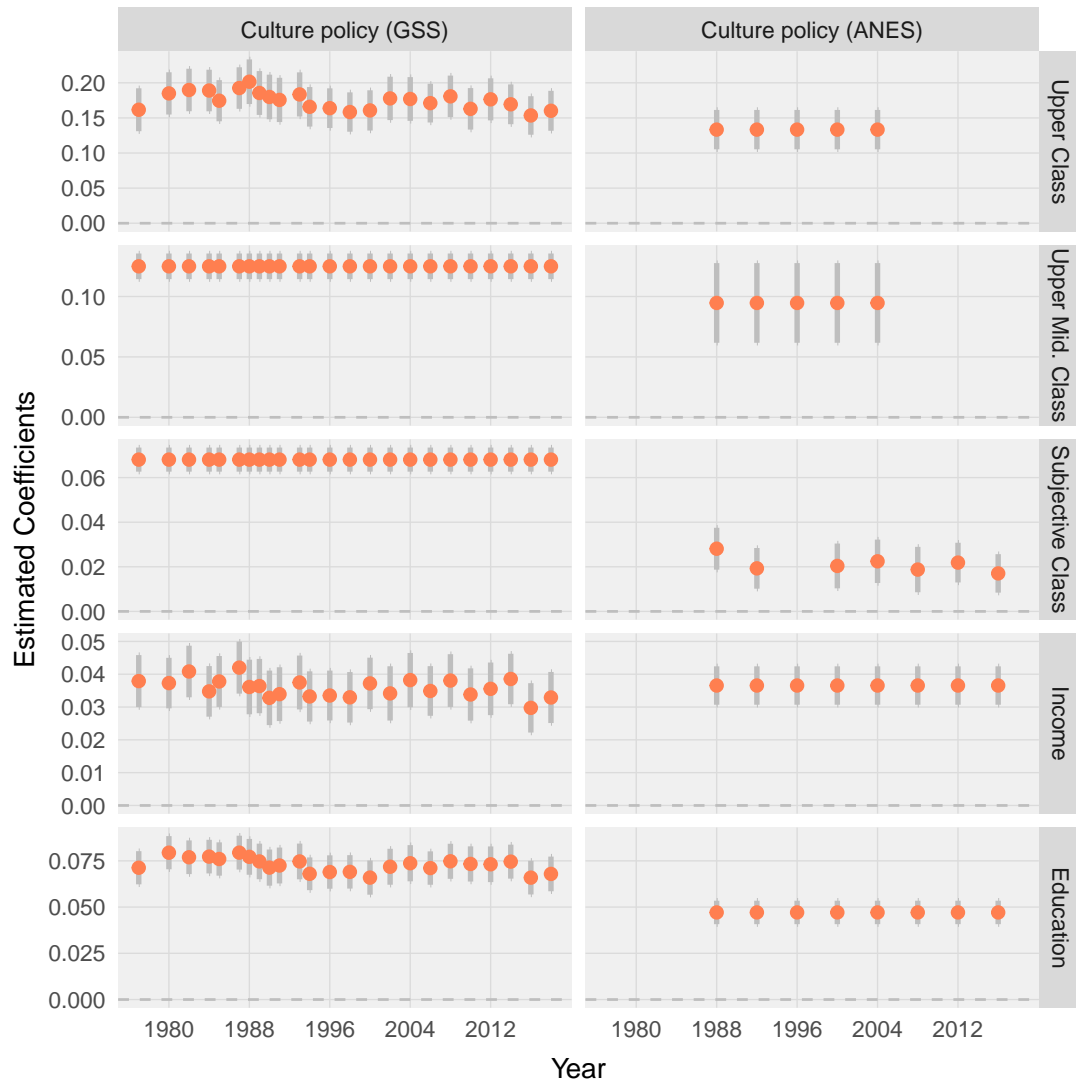 Culture policy (GSS) Culture policy (ANES)
0.20
0.15
0.10
0.05
0.00
Upper Class
0.10
0.05
0.00
Upper Mid. Class
0.06
0.04
0.02
0.00
Subjective Class
0.05
0.04
0.03
0.02
0.01
0.00
Income
0.075
0.050
0.025
0.000
Education
Estimated Coefficients
1980 1988 1996 2004 2012 1980 1988 1996 2004 2012
Year